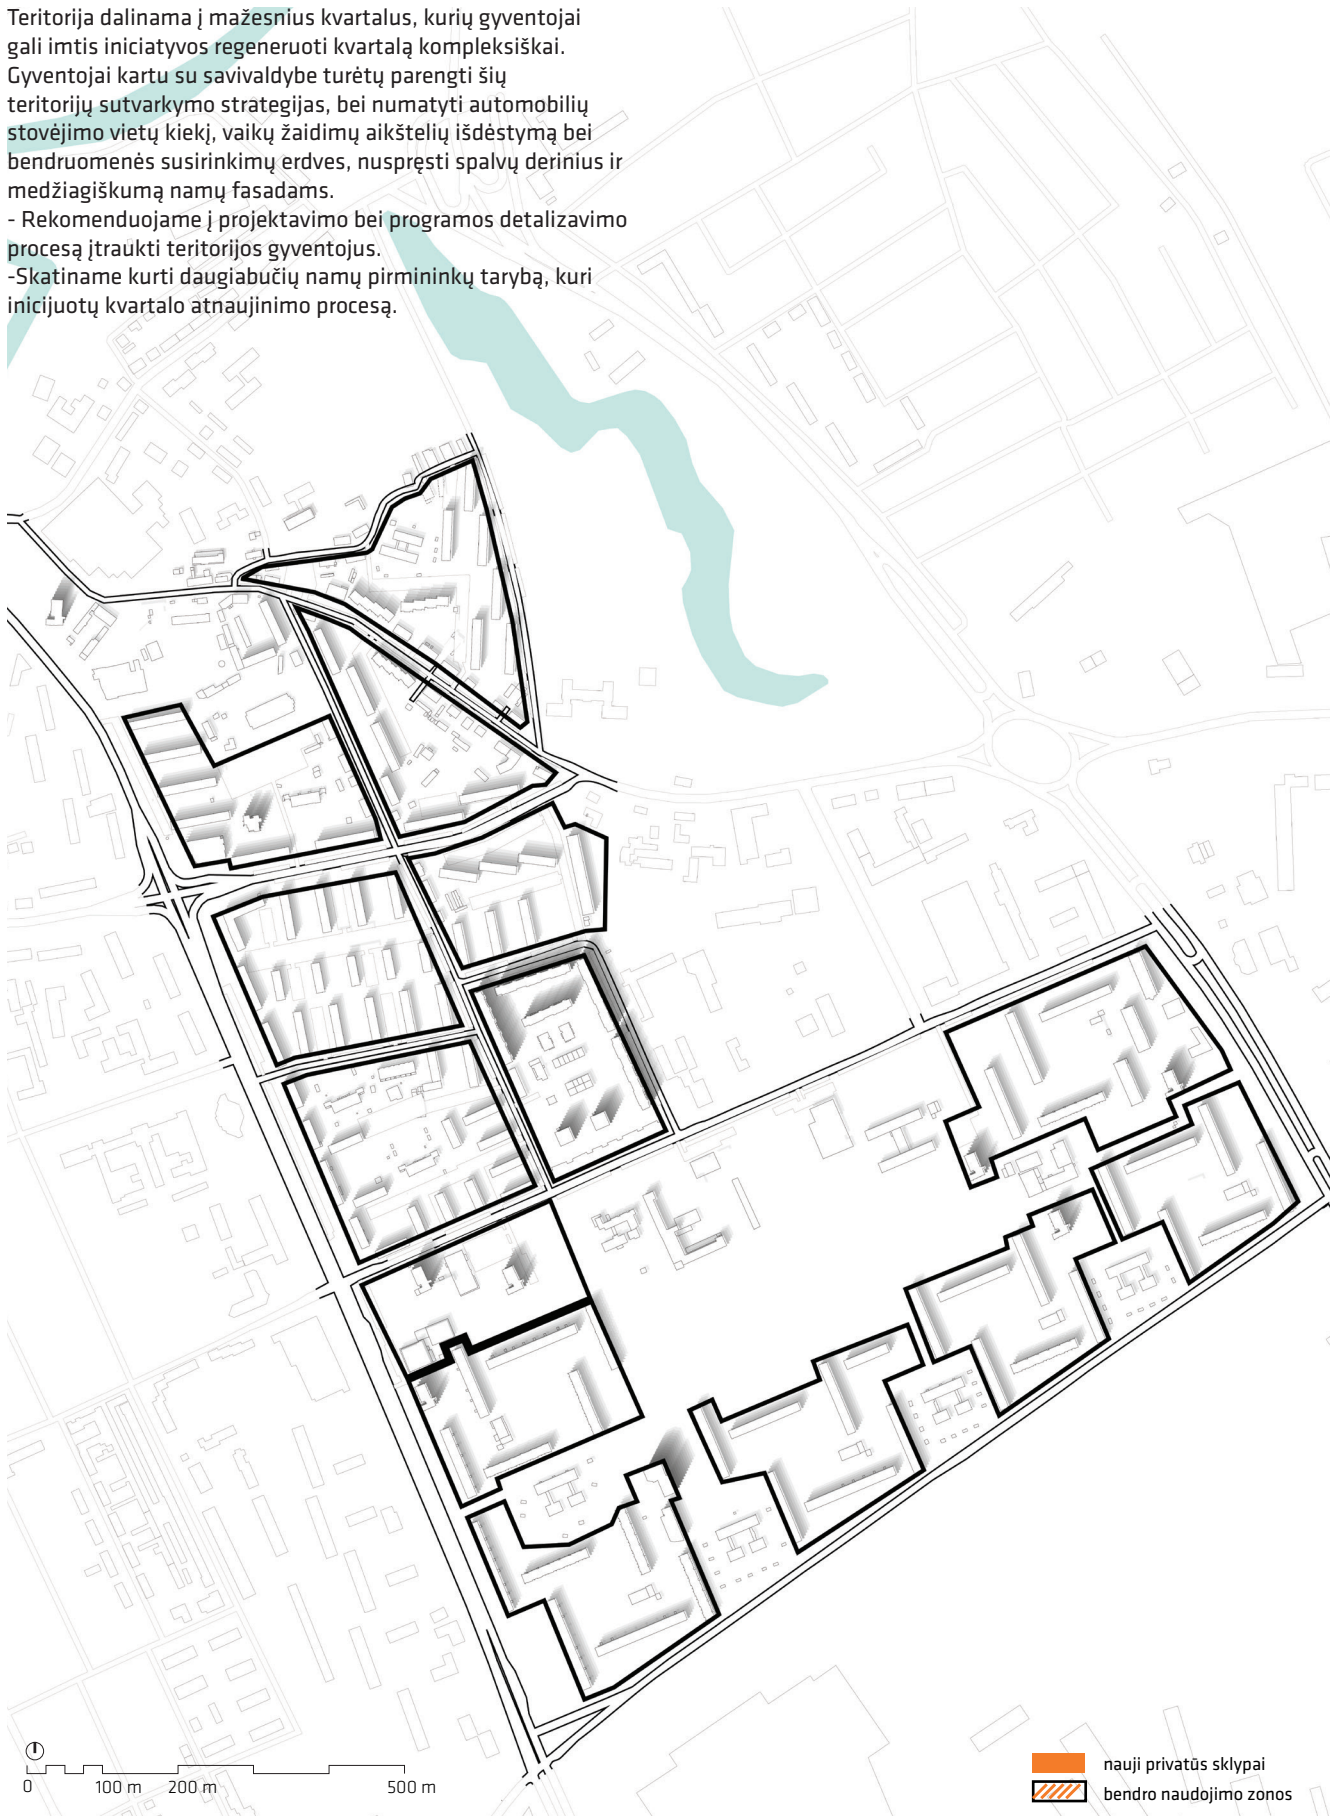 Teritorija dalinama į mažesnius kvartalus, kurių gyventojai
gali imtis iniciatyvos regeneruoti kvartalą kompleksiškai.
Gyventojai kartu su savivaldybe turėtų parengti šių
teritorijų sutvarkymo strategijas, bei numatyti automobilių
stovėjimo vietų kiekį, vaikų žaidimų aikštelių išdėstymą bei
bendruomenės susirinkimų erdves, nuspręsti spalvų derinius ir
medžiagiškumą namų fasadams.
- Rekomenduojame į projektavimo bei programos detalizavimo
procesą įtraukti teritorijos gyventojus.
-Skatiname kurti daugiabučių namų pirmininkų tarybą, kuri
inicijuotų kvartalo atnaujinimo procesą.
0 100 m 200 m 500 m
nauji privatūs sklypai
bendro naudojimo zonos